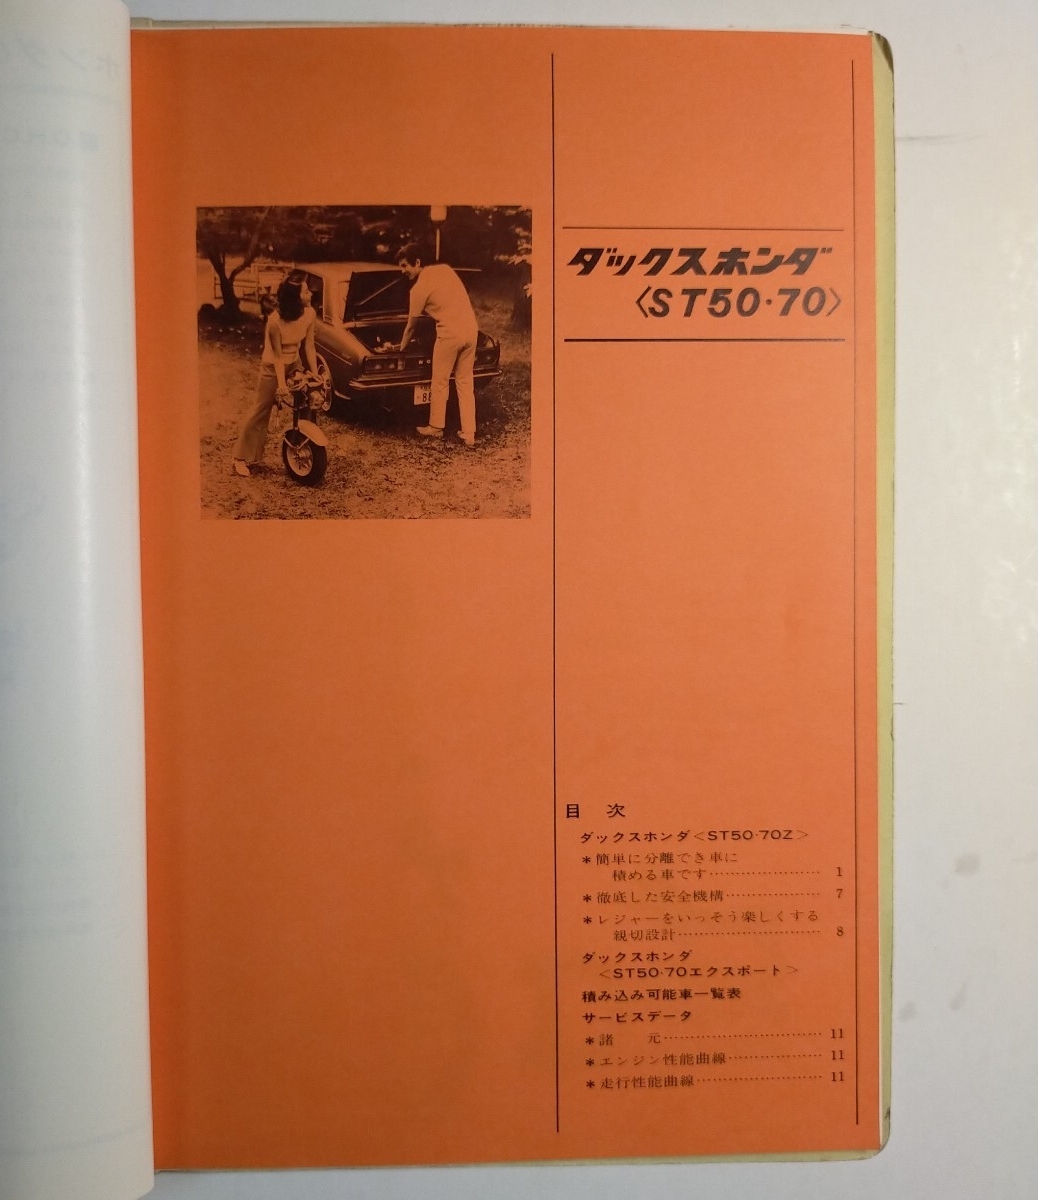 ダックスホンダ
〈ST50·70〉
目 次
ダックスホンダ〈ST50·70Z〉
*簡単に分離でき車に
積める車です…………………1
*徹底した安全機構………………7
*レジャーをいっそう楽しくする
親切設計………………………8
ダックスホンダ
〈ST50·70エクスポート〉
積み込み可能車一覧表
サービスデータ
*諸 元…………………………11
*エンジン性能曲線………………11
*走行性能曲線……………………11